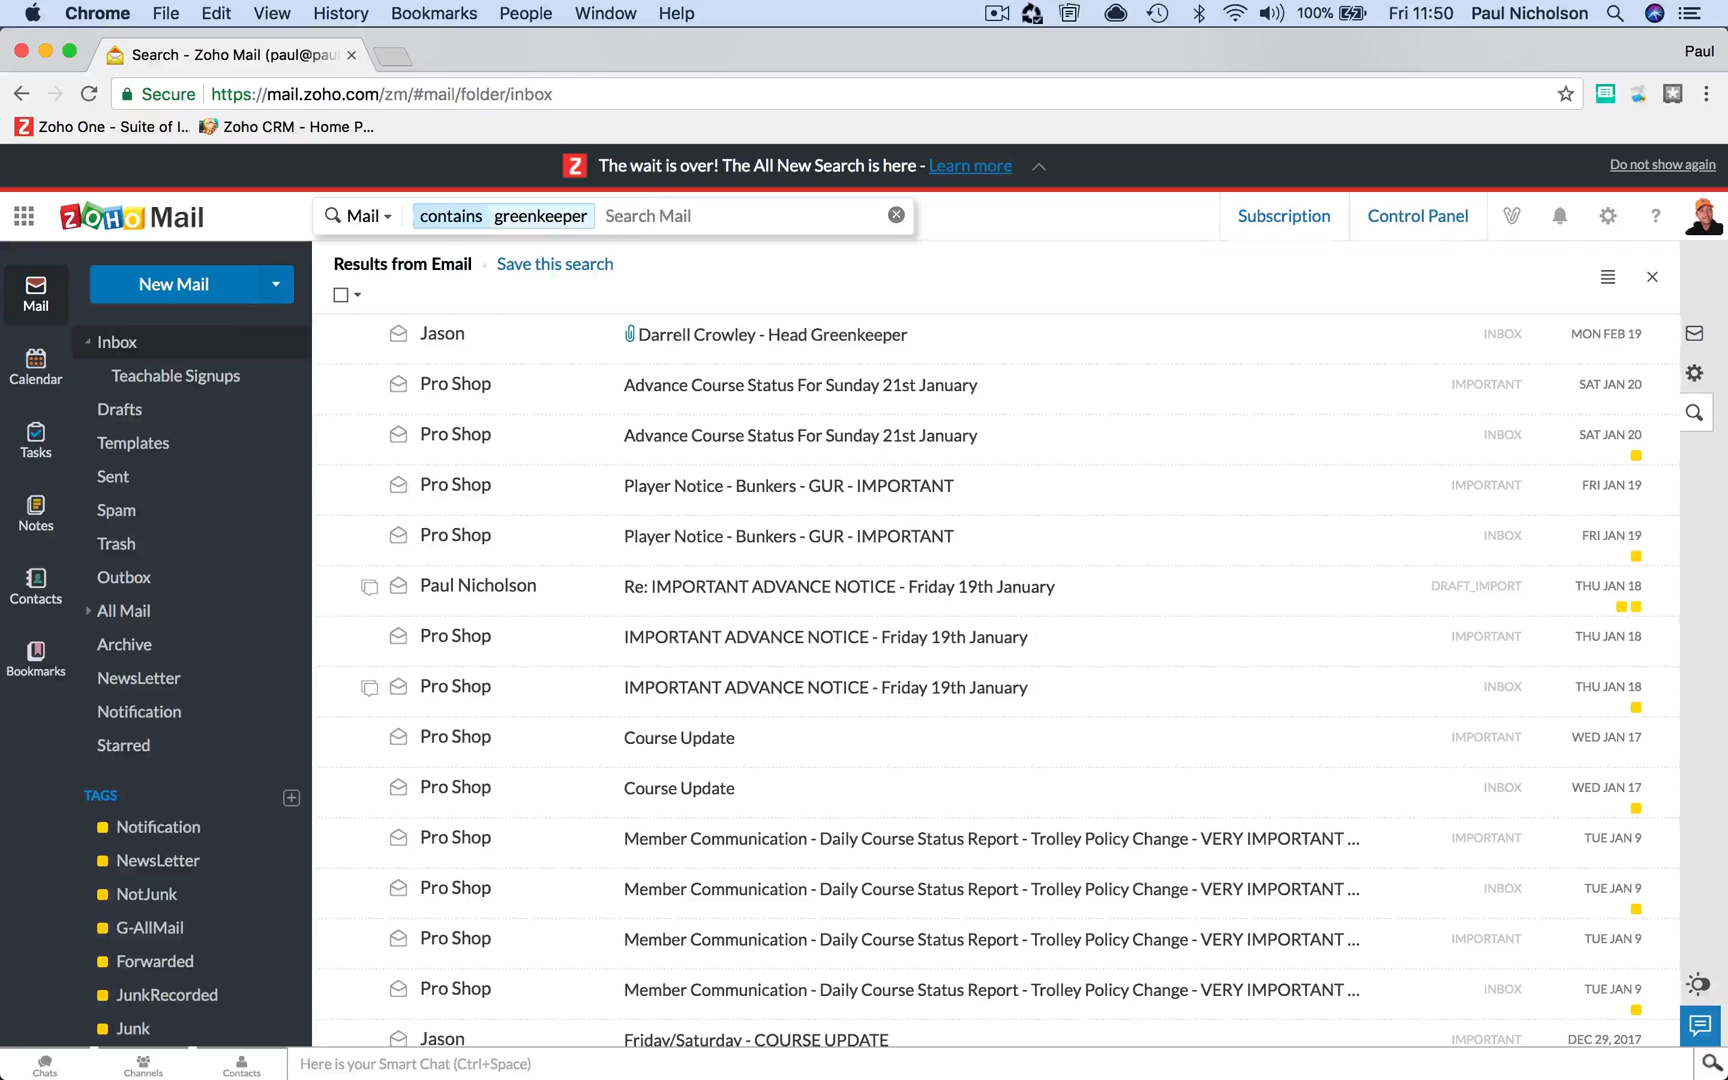 Chrome File Edit View History Bookmarks People Window Help 100% Fri 11:50 Paul Nicholson
Search - Zoho Mail (paul@pau Paul
Secure https://mail.zoho.com/zm/#mail/folder/inbox
Zoho One - Suite of I... Zoho CRM - Home P...
The wait is over! The All New Search is here - Learn more Do not show again
ZOHO Mail Mail contains greenkeeper Search Mail Subscription Control Panel
Results from Email Save this search
New Mail
Mail
Calendar
Tasks
Notes
Contacts
Bookmarks
Inbox
Teachable Signups
Drafts
Templates
Sent
Spam
Trash
Outbox
All Mail
Archive
NewsLetter
Notification
Starred
TAGS
Notification
NewsLetter
NotJunk
G-AllMail
Forwarded
JunkRecorded
Junk
Jason Darrell Crowley - Head Greenkeeper INBOX MON FEB 19
Pro Shop Advance Course Status For Sunday 21st January IMPORTANT SAT JAN 20
Pro Shop Advance Course Status For Sunday 21st January INBOX SAT JAN 20
Pro Shop Player Notice - Bunkers - GUR - IMPORTANT IMPORTANT FRI JAN 19
Pro Shop Player Notice - Bunkers - GUR - IMPORTANT INBOX FRI JAN 19
Paul Nicholson Re: IMPORTANT ADVANCE NOTICE - Friday 19th January DRAFT_IMPORT THU JAN 18
Pro Shop IMPORTANT ADVANCE NOTICE - Friday 19th January IMPORTANT THU JAN 18
Pro Shop IMPORTANT ADVANCE NOTICE - Friday 19th January INBOX THU JAN 18
Pro Shop Course Update IMPORTANT WED JAN 17
Pro Shop Course Update INBOX WED JAN 17
Pro Shop Member Communication - Daily Course Status Report - Trolley Policy Change - VERY IMPORTANT ... IMPORTANT TUE JAN 9
Pro Shop Member Communication - Daily Course Status Report - Trolley Policy Change - VERY IMPORTANT ... INBOX TUE JAN 9
Pro Shop Member Communication - Daily Course Status Report - Trolley Policy Change - VERY IMPORTANT ... IMPORTANT TUE JAN 9
Pro Shop Member Communication - Daily Course Status Report - Trolley Policy Change - VERY IMPORTANT ... INBOX TUE JAN 9
Jason Friday/Saturday - COURSE UPDATE IMPORTANT DEC 29, 2017
Chats Channels Contacts Here is your Smart Chat (Ctrl+Space)